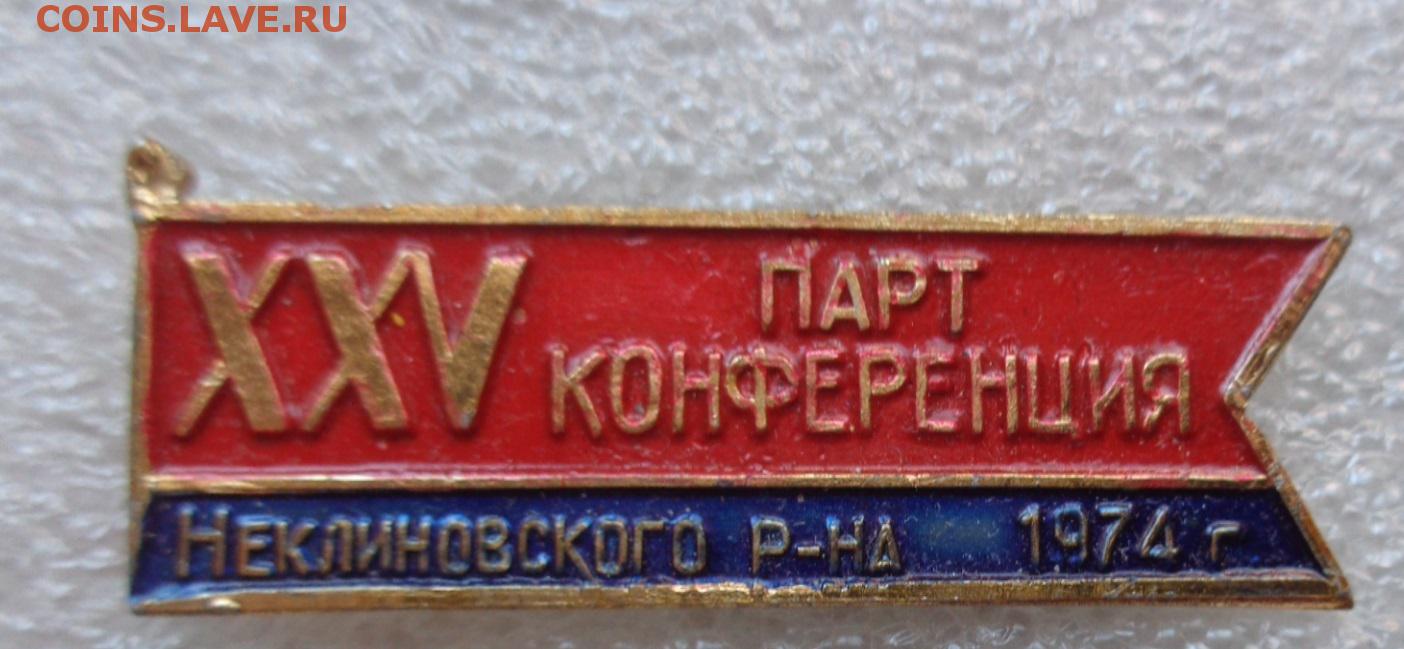 COINS.LAVE.RU
XXV ПАРТ
КОНФЕРЕНЦИЯ
НЕКЛИНОВСКОГО Р-НА 1974 г